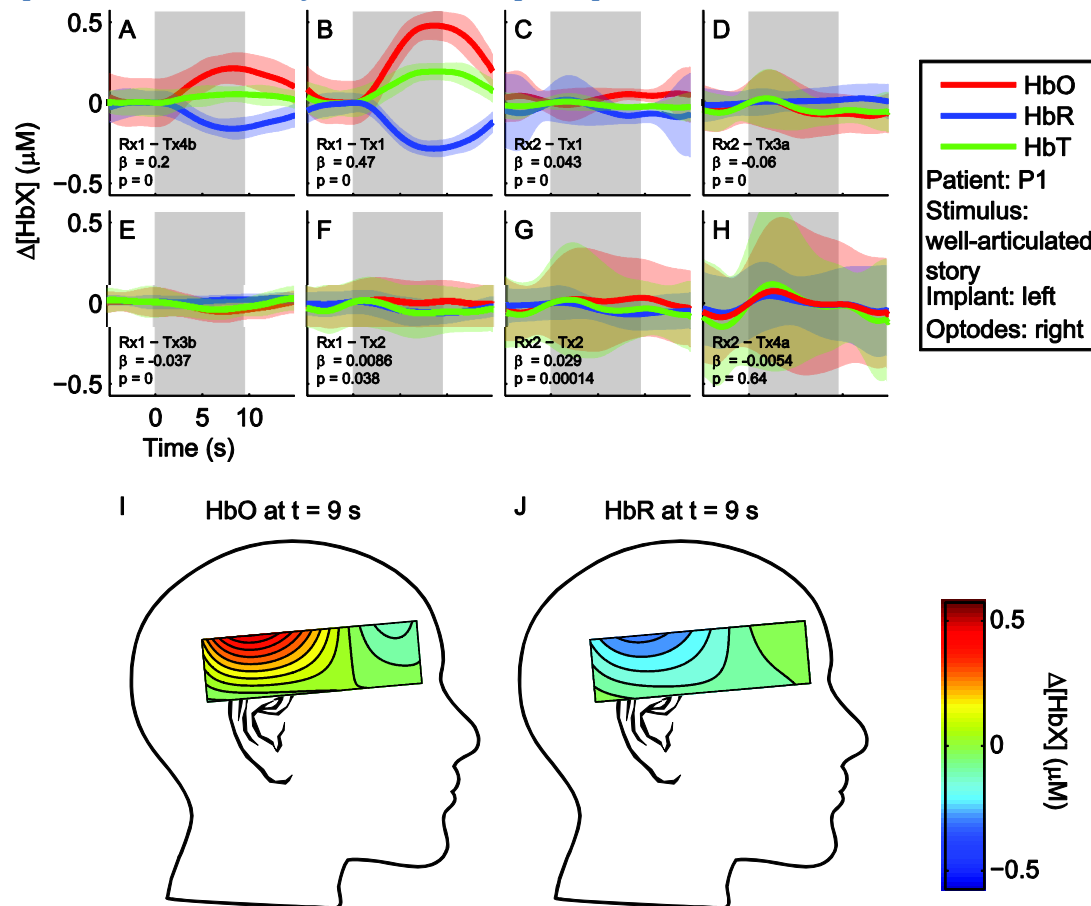 0.5
0
−0.5
Δ[HbX] (μM)
A
Rx1 − Tx4b
β = 0.2
p = 0
B
Rx1 − Tx1
β = 0.47
p = 0
C
Rx2 − Tx1
β = 0.043
p = 0
D
Rx2 − Tx3a
β = -0.06
p = 0
HbO
HbR
HbT
Patient: P1
Stimulus:
well-articulated
story
Implant: left
Optodes: right
0.5
0
−0.5
E
Rx1 − Tx3b
β = -0.037
p = 0
F
Rx1 − Tx2
β = 0.0086
p = 0.038
G
Rx2 − Tx2
β = 0.029
p = 0.00014
H
Rx2 − Tx4a
β = -0.0054
p = 0.64
0 5 10
Time (s)
I
HbO at t = 9 s
J
HbR at t = 9 s
0.5
0
−0.5
Δ[HbX] (μM)